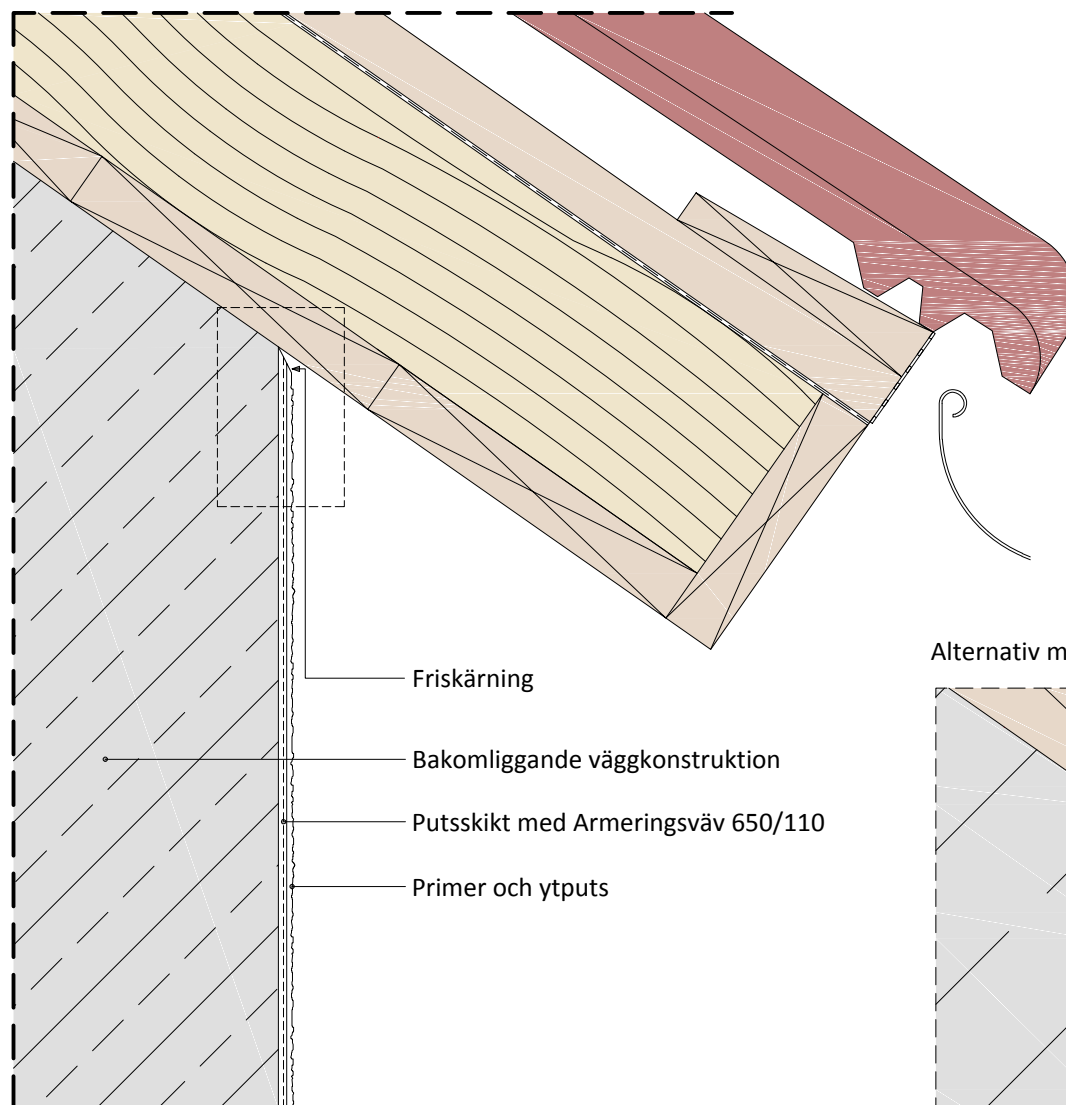 Alternativ m
Friskärning
Bakomliggande väggkonstruktion
Putsskikt med Armeringsväv 650/110
Primer och ytputs